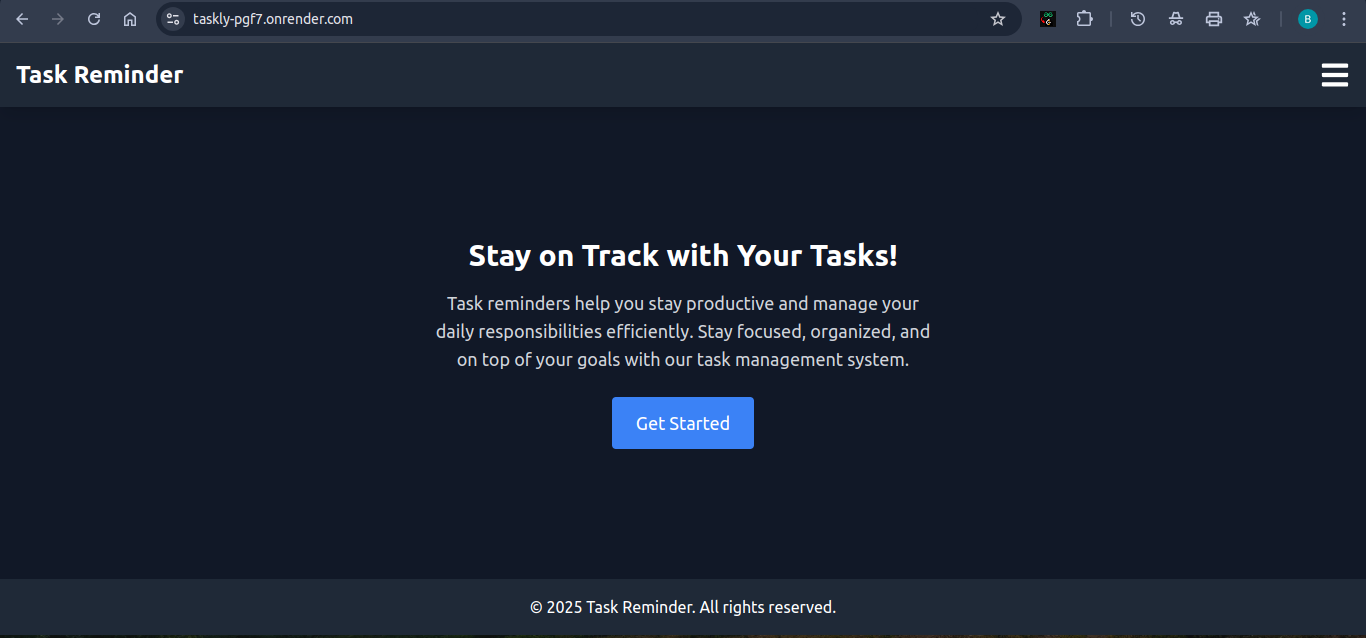 taskly-pgf7.onrender.com
B
Task Reminder
Stay on Track with Your Tasks!
Task reminders help you stay productive and manage your
daily responsibilities efficiently. Stay focused, organized, and
on top of your goals with our task management system.
Get Started
© 2025 Task Reminder. All rights reserved.